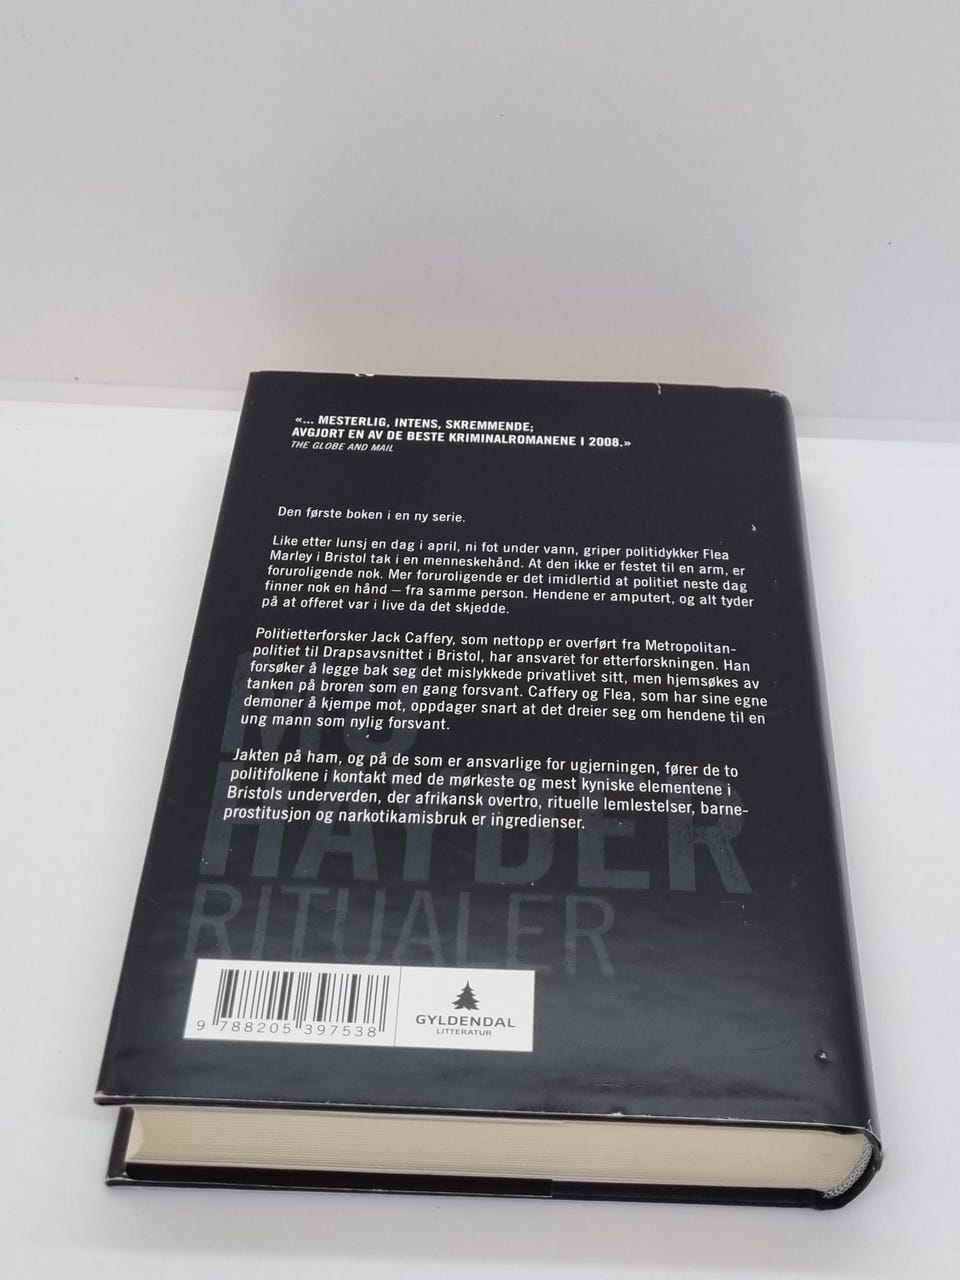 «... MESTERLIG, INTENS, SKREMMENDE;
AVGJORT EN AV DE BESTE KRIMINALROMANENE I 2008.»
THE GLOBE AND MAIL
Den første boken i en ny serie.
Like etter lunsj en dag i april, ni fot under vann, griper politidykker Flea
Marley i Bristol tak i en menneskehånd. At den ikke er festet til en arm, er
foruroligende nok. Mer foruroligende er det imidlertid at politiet neste dag
finner nok en hånd – fra samme person. Hendene er amputert, og alt tyder
på at offeret var i live da det skjedde.
Politietterforsker Jack Caffery, som nettopp er overført fra Metropolitan-
politiet til Drapsavsnittet i Bristol, har ansvaret for etterforskningen. Han
forsøker å legge bak seg det mislykkede privatlivet sitt, men hjemsøkes av
tanken på broren som en gang forsvant. Caffery og Flea, som har sine egne
demoner å kjempe mot, oppdager snart at det dreier seg om hendene til en
ung mann som nylig forsvant.
Jakten på ham, og på de som er ansvarlige for ugjerningen, fører de to
politifolkene i kontakt med de mørkeste og mest kyniske elementene i
Bristols underverden, der afrikansk overtro, rituelle lemlestelser, barne-
prostitusjon og narkotikamisbruk er ingredienser.
MO
HAYDER
RITUALER
9 788205 397538
GYLDENDAL
LITTERATUR